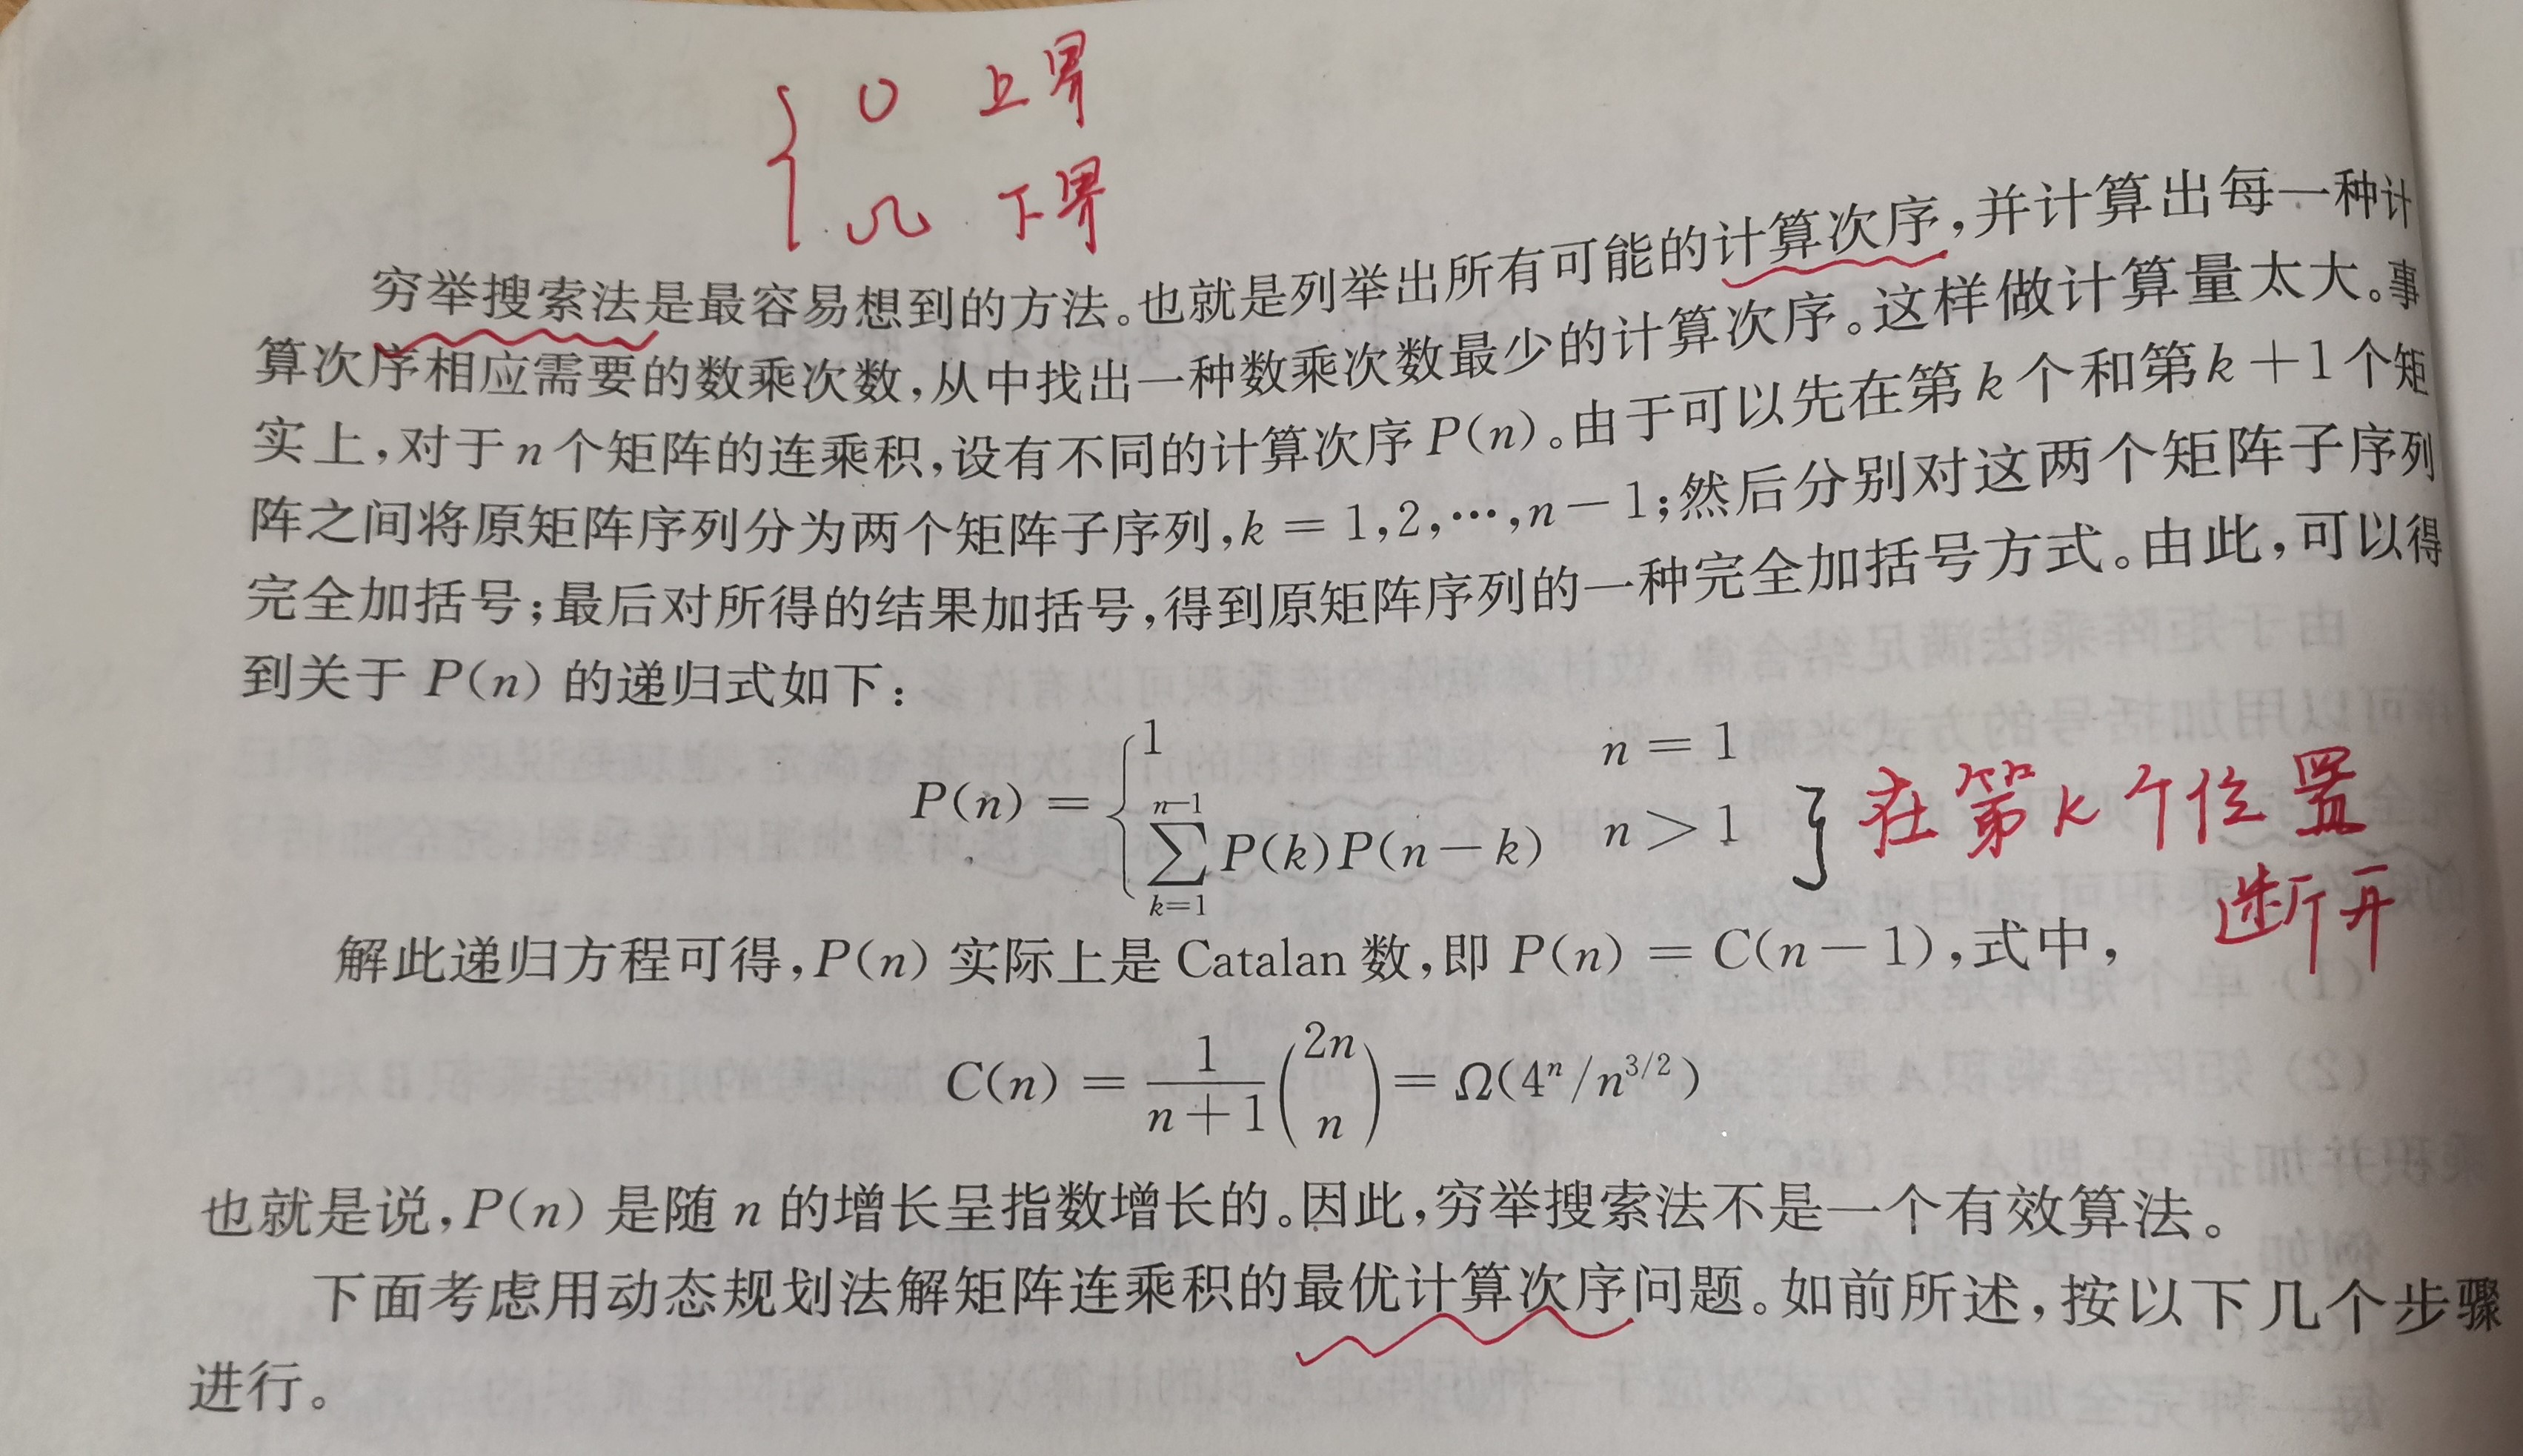 O 上界
Ω 下界
穷举搜索法是最容易想到的方法。也就是列举出所有可能的计算次序,并计算出每一种计
算次序相应需要的数乘次数,从中找出一种数乘次数最少的计算次序。这样做计算量太大。事
实上,对于n个矩阵的连乘积,设有不同的计算次序P(n)。由于可以先在第k个和第k+1个矩
阵之间将原矩阵序列分为两个矩阵子序列,k = 1,2,…,n-1;然后分别对这两个矩阵子序列
完全加括号;最后对所得的结果加括号,得到原矩阵序列的一种完全加括号方式。由此,可以得
到关于 P(n) 的递归式如下:
P(n) = { 1 n = 1
∑_{k=1}^{n-1} P(k)P(n-k) n > 1 } 在第k个位置
断开
解此递归方程可得,P(n) 实际上是 Catalan 数,即 P(n) = C(n-1),式中,
C(n) = \frac{1}{n+1}\binom{2n}{n} = Ω(4^n/n^{3/2})
也就是说,P(n) 是随 n 的增长呈指数增长的。因此,穷举搜索法不是一个有效算法。
下面考虑用动态规划法解矩阵连乘积的最优计算次序问题。如前所述,按以下几个步骤
进行。